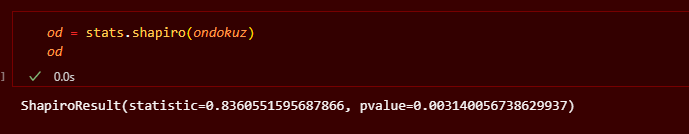 od = stats.shapiro(ondokuz)
od
] ✓ 0.0s
ShapiroResult(statistic=0.8360551595687866, pvalue=0.003140056738629937)